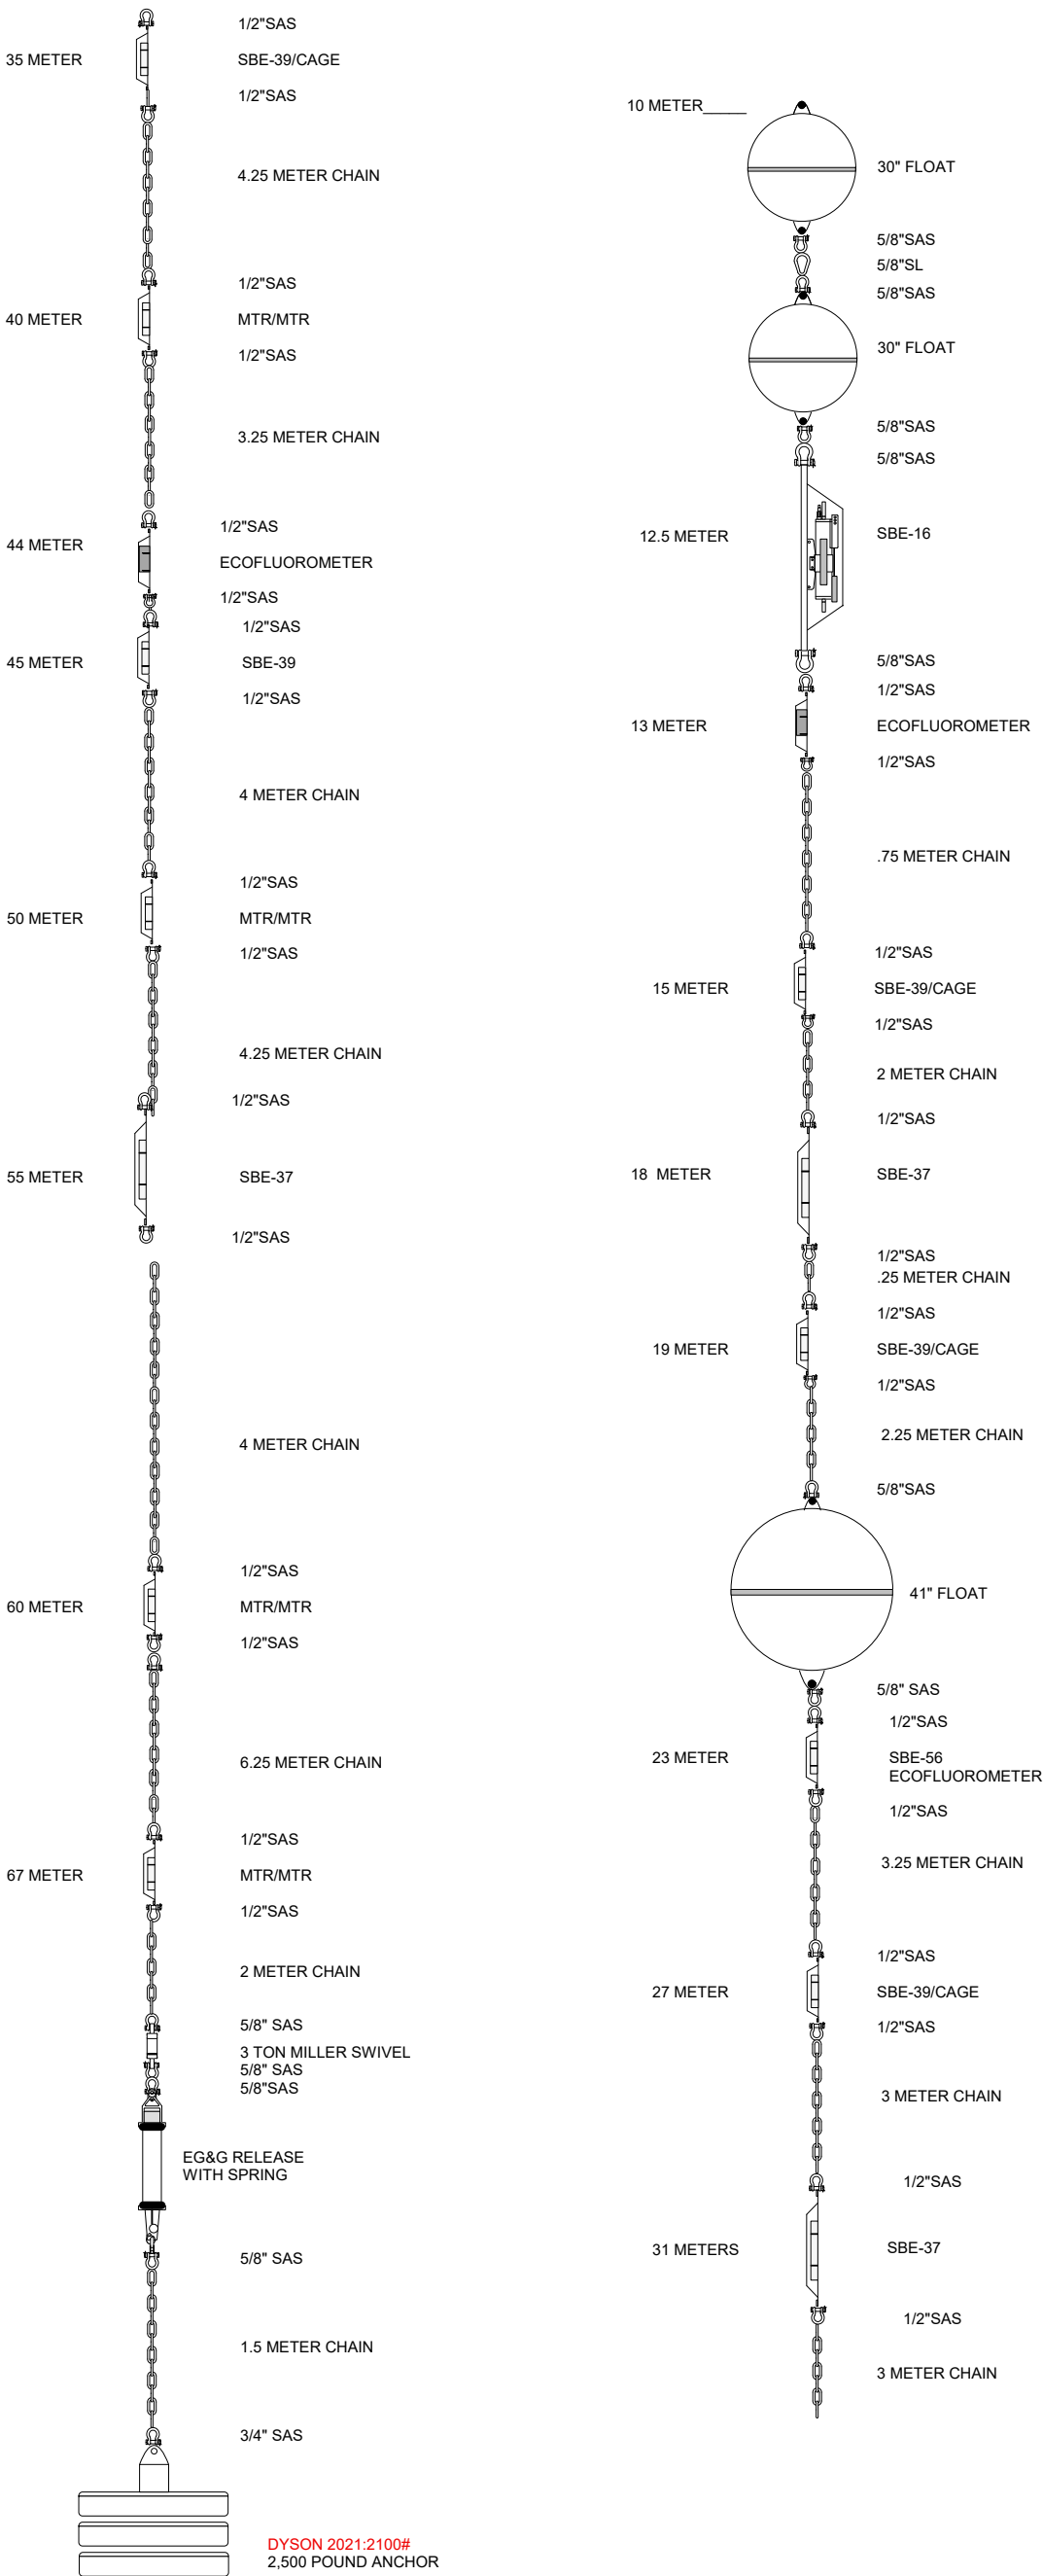 1/2"SAS
35 METER
SBE-39/CAGE
1/2"SAS
4.25 METER CHAIN
1/2"SAS
40 METER
MTR/MTR
1/2"SAS
3.25 METER CHAIN
1/2"SAS
44 METER
ECOFLUOROMETER
1/2"SAS
1/2"SAS
45 METER
SBE-39
1/2"SAS
4 METER CHAIN
1/2"SAS
50 METER
MTR/MTR
1/2"SAS
4.25 METER CHAIN
1/2"SAS
55 METER
SBE-37
1/2"SAS
4 METER CHAIN
1/2"SAS
60 METER
MTR/MTR
1/2"SAS
6.25 METER CHAIN
1/2"SAS
67 METER
MTR/MTR
1/2"SAS
2 METER CHAIN
5/8" SAS
3 TON MILLER SWIVEL
5/8" SAS
5/8"SAS
EG&G RELEASE
WITH SPRING
5/8" SAS
1.5 METER CHAIN
3/4" SAS
DYSON 2021:2100#
2,500 POUND ANCHOR
10 METER_____
30" FLOAT
5/8"SAS
5/8"SL
5/8"SAS
30" FLOAT
5/8"SAS
5/8"SAS
12.5 METER
SBE-16
5/8"SAS
1/2"SAS
13 METER
ECOFLUOROMETER
1/2"SAS
.75 METER CHAIN
1/2"SAS
15 METER
SBE-39/CAGE
1/2"SAS
2 METER CHAIN
1/2"SAS
18 METER
SBE-37
1/2"SAS
.25 METER CHAIN
1/2"SAS
19 METER
SBE-39/CAGE
1/2"SAS
2.25 METER CHAIN
5/8"SAS
41" FLOAT
5/8" SAS
1/2"SAS
23 METER
SBE-56
ECOFLUOROMETER
1/2"SAS
3.25 METER CHAIN
1/2"SAS
27 METER
SBE-39/CAGE
1/2"SAS
3 METER CHAIN
1/2"SAS
31 METERS
SBE-37
1/2"SAS
3 METER CHAIN